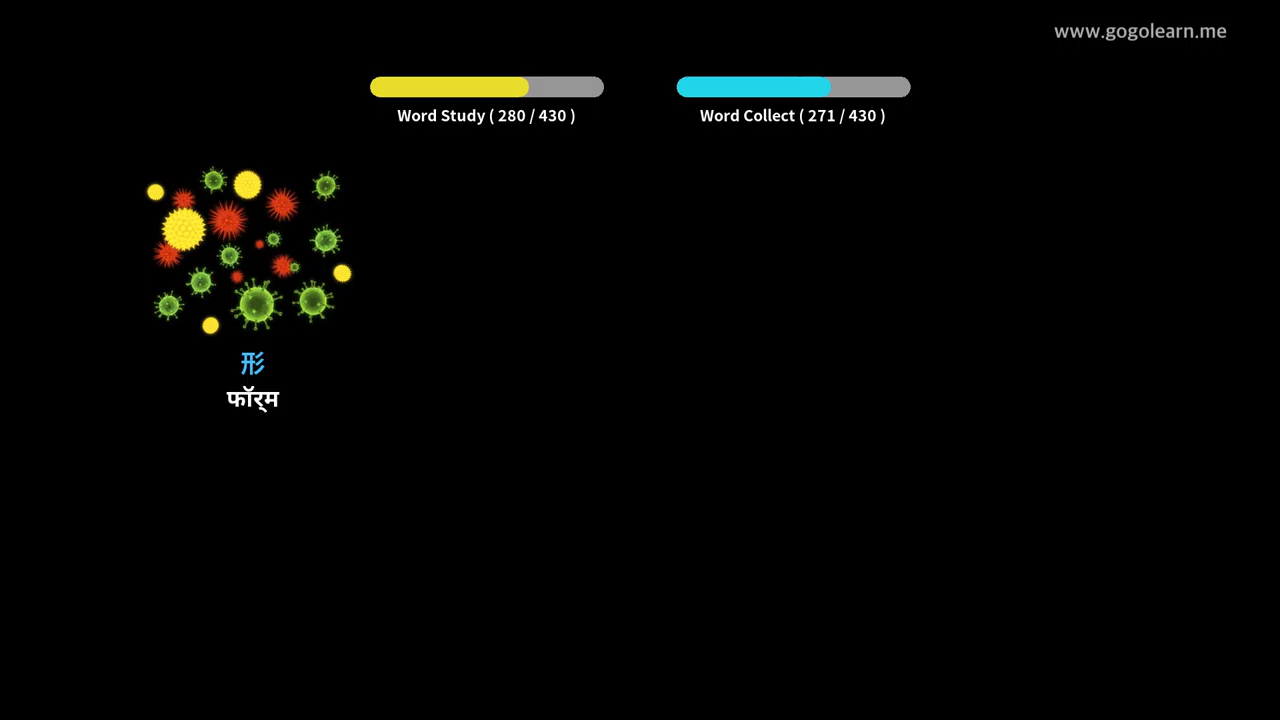 www.gogolearn.me
Word Study ( 280 / 430 )
Word Collect ( 271 / 430 )
形
फॉर्‌म